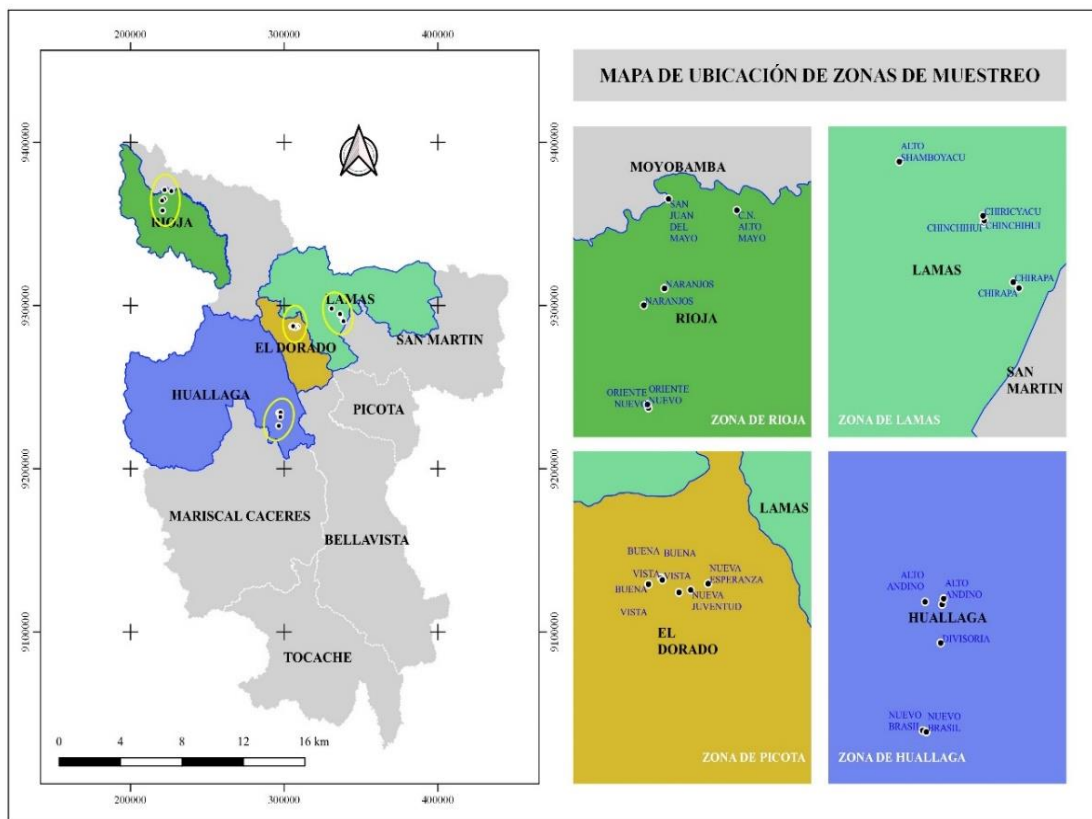 200000 300000 400000
9400000
9300000
9200000
9100000
RIOJA
LAMAS
SAN MARTIN
EL DORADO
HUALLAGA
PICOTA
MARISCAL CACERES
BELLAVISTA
TOCACHE
0 4 8 12 16 km
200000 300000 400000
9400000
9300000
9200000
9100000
MAPA DE UBICACIÓN DE ZONAS DE MUESTREO
MOYOBAMBA
SAN
JUAN
DEL
MAYO
C.N.
ALTO
MAYO
NARANJOS
NARANJOS
RIOJA
ORIENTE
NUEVO
ORIENTE
NUEVO
ZONA DE RIOJA
ALTO
SHAMBOYACU
CHIRICYACU
CHINCHIHUI
CHINCHIHUI
LAMAS
CHIRAPA
CHIRAPA
SAN
MARTIN
ZONA DE LAMAS
LAMAS
BUENA
VISTA
BUENA
VISTA
BUENA
VISTA
NUEVA
ESPERANZA
NUEVA
JUVENTUD
EL
DORADO
ZONA DE PICOTA
ALTO
ANDINO
ALTO
ANDINO
HUALLAGA
DIVISORIA
NUEVO
BRASIL
NUEVO
BRASIL
ZONA DE HUALLAGA